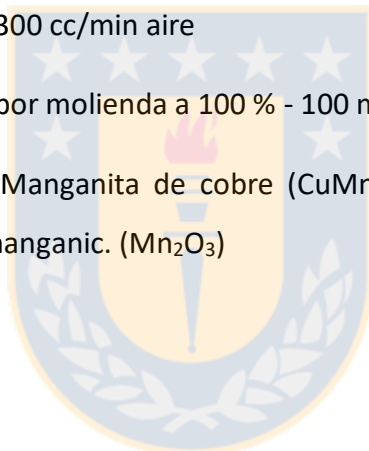 300 cc/min aire
por molienda a 100 % - 100
Manganita de cobre (CuMn
manganic. (Mn₂O₃)